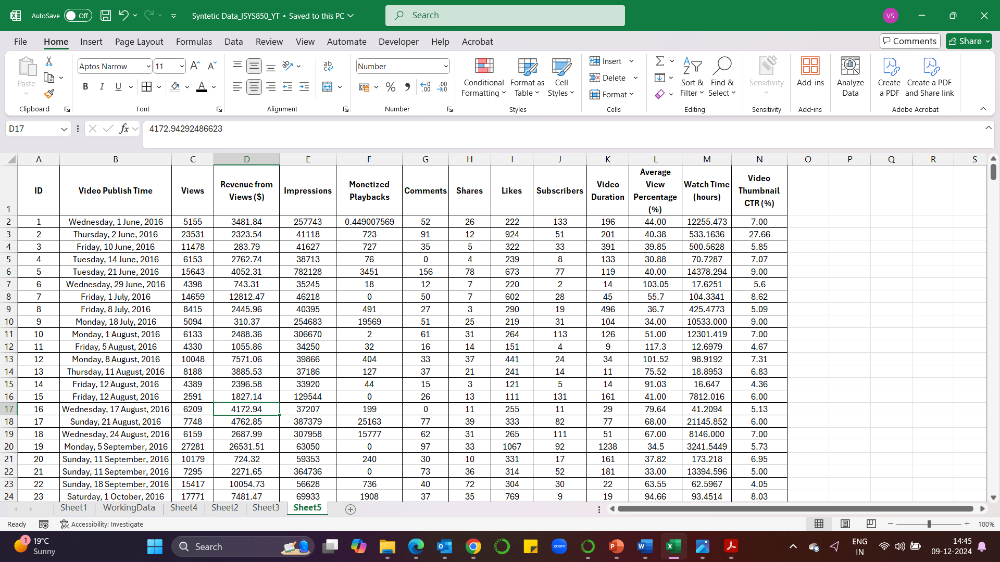 AutoSave Off Syntetic Data_ISYS850_YT • Saved to this PC Search VS
File Home Insert Page Layout Formulas Data Review View Automate Developer Help Acrobat Comments Share
Paste Aptos Narrow 11 Number Conditional Formatting Format as Table Cell Styles Insert Delete Format Sort & Filter Find & Select Sensitivity Add-ins Analyze Data Create a PDF Create a PDF and Share link
Clipboard Font Alignment Number Styles Cells Editing Sensitivity Add-ins Adobe Acrobat
D17 fx 4172.94292486623
A B C D E F G H I J K L M N O P Q R S
1 ID Video Publish Time Views Revenue from Views ($) Impressions Monetized Playbacks Comments Shares Likes Subscribers Video Duration Average View Percentage (%) Watch Time (hours) Video Thumbnail CTR (%)
2 1 Wednesday, 1 June, 2016 5155 3481.84 257743 0.449007569 52 26 222 133 196 44.00 12255.473 7.00
3 2 Thursday, 2 June, 2016 23531 2323.54 41118 723 91 12 924 51 201 40.38 533.1636 27.66
4 3 Friday, 10 June, 2016 11478 283.79 41627 727 35 5 322 33 391 39.85 500.5628 5.85
5 4 Tuesday, 14 June, 2016 6153 2762.74 38713 76 0 4 239 8 133 30.88 70.7287 7.07
6 5 Tuesday, 21 June, 2016 15643 4052.31 782128 3451 156 78 673 77 119 40.00 14378.294 9.00
7 6 Wednesday, 29 June, 2016 4398 743.31 35245 18 12 7 220 2 14 103.05 17.6251 5.6
8 7 Friday, 1 July, 2016 14659 12812.47 46218 0 50 7 602 28 45 55.7 104.3341 8.62
9 8 Friday, 8 July, 2016 8415 2445.96 40395 491 27 3 290 19 496 36.7 425.4773 5.09
10 9 Monday, 18 July, 2016 5094 310.37 254683 19569 51 25 219 31 104 34.00 10533.000 9.00
11 10 Monday, 1 August, 2016 6133 2488.36 306670 2 61 31 264 113 126 51.00 12301.419 7.00
12 11 Friday, 5 August, 2016 4330 1055.86 34250 32 16 14 151 4 9 117.3 12.6979 4.67
13 12 Monday, 8 August, 2016 10048 7571.06 39866 404 33 37 441 24 34 101.52 98.9192 7.31
14 13 Thursday, 11 August, 2016 8188 3885.53 37186 127 37 21 241 14 11 75.52 18.8953 6.83
15 14 Friday, 12 August, 2016 4389 2396.58 33920 44 15 3 121 5 14 91.03 16.647 4.36
16 15 Friday, 12 August, 2016 2591 1827.14 129544 0 26 13 111 131 161 41.00 7812.016 6.00
17 16 Wednesday, 17 August, 2016 6209 4172.94 37207 199 0 11 255 11 29 79.64 41.2094 5.13
18 17 Sunday, 21 August, 2016 7748 4762.85 387379 25163 77 39 333 82 77 68.00 21145.852 6.00
19 18 Wednesday, 24 August, 2016 6159 2687.99 307958 15777 62 31 265 111 51 67.00 8146.000 7.00
20 19 Monday, 5 September, 2016 27281 26531.51 63050 0 97 33 1067 92 1238 34.5 3241.5449 5.73
21 20 Sunday, 11 September, 2016 10179 724.32 59353 240 30 10 331 17 161 37.82 173.218 6.95
22 21 Sunday, 11 September, 2016 7295 2271.65 364736 0 73 36 314 52 181 33.00 13394.596 5.00
23 22 Sunday, 18 September, 2016 15417 10054.73 56628 736 40 72 304 30 22 63.55 62.5967 4.05
24 23 Saturday, 1 October, 2016 17771 7481.47 69933 1908 37 35 769 9 19 94.66 93.4514 8.03
Sheet1 WorkingData Sheet4 Sheet2 Sheet3 Sheet5
Ready Accessibility: Investigate 100%
1 19°C Search zoom ENG 14:45
Sunny IN 09-12-2024